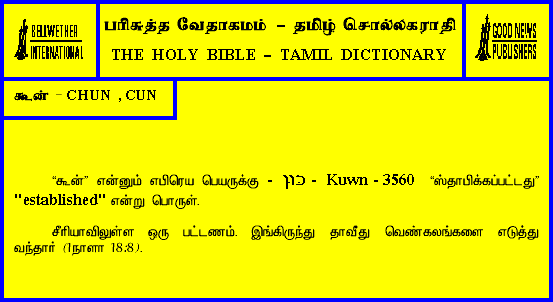 BELLWETHER
INTERNATIONAL
பரிசுத்த வேதாகமம் – தமிழ் சொல்லகராதி
THE HOLY BIBLE – TAMIL DICTIONARY
GOOD NEWS
PUBLISHERS
கூன் - CHUN , CUN
“கூன்” என்னும் எபிரெய பெயருக்கு - כּוּן - Kuwn - 3560 “ஸ்தாபிக்கப்பட்டது”
"established" என்று பொருள்.
சீரியாவிலுள்ள ஒரு பட்டணம். இங்கிருந்து தாவீது வெண்கலங்களை எடுத்து
வந்தார் (1நாளா 18:8).